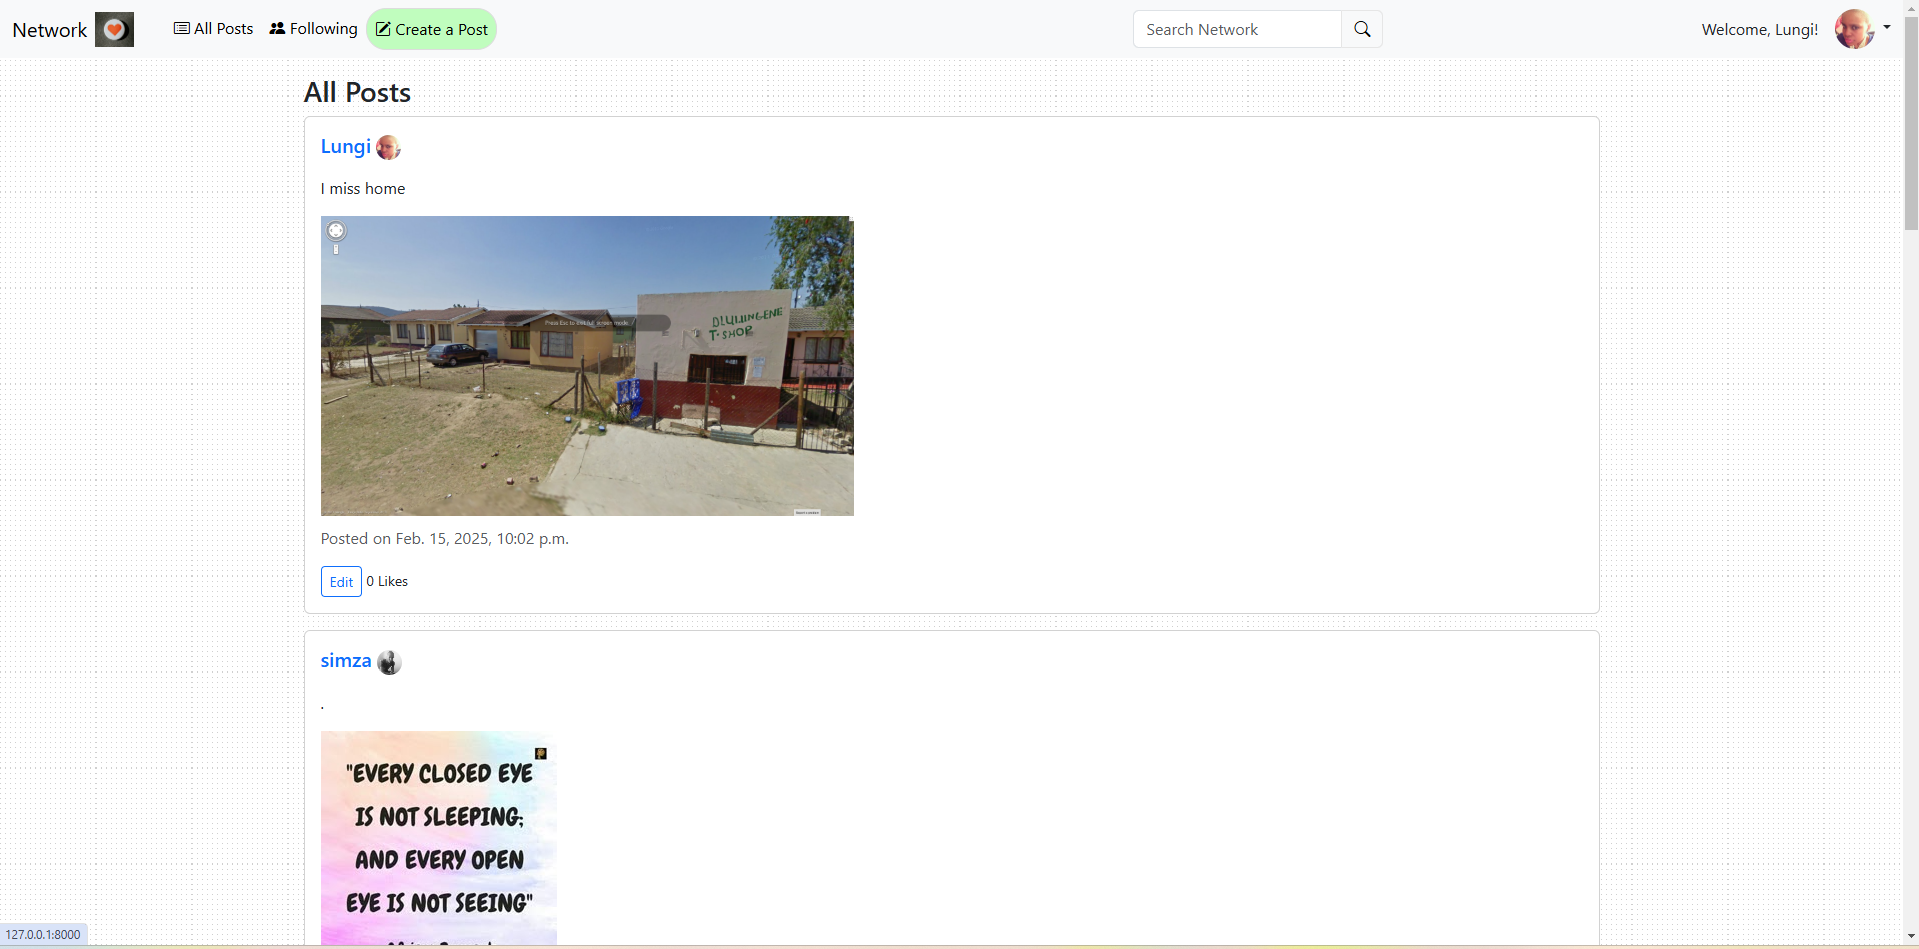 Network
All Posts
Following
Create a Post
Search Network
Welcome, Lungi!
All Posts
Lungi
I miss home
Press Esc to exit full screen mode.
T·SHOP
Posted on Feb. 15, 2025, 10:02 p.m.
Edit
0 Likes
simza
.
"EVERY CLOSED EYE
IS NOT SLEEPING;
AND EVERY OPEN
EYE IS NOT SEEING"
127.0.0.1:8000